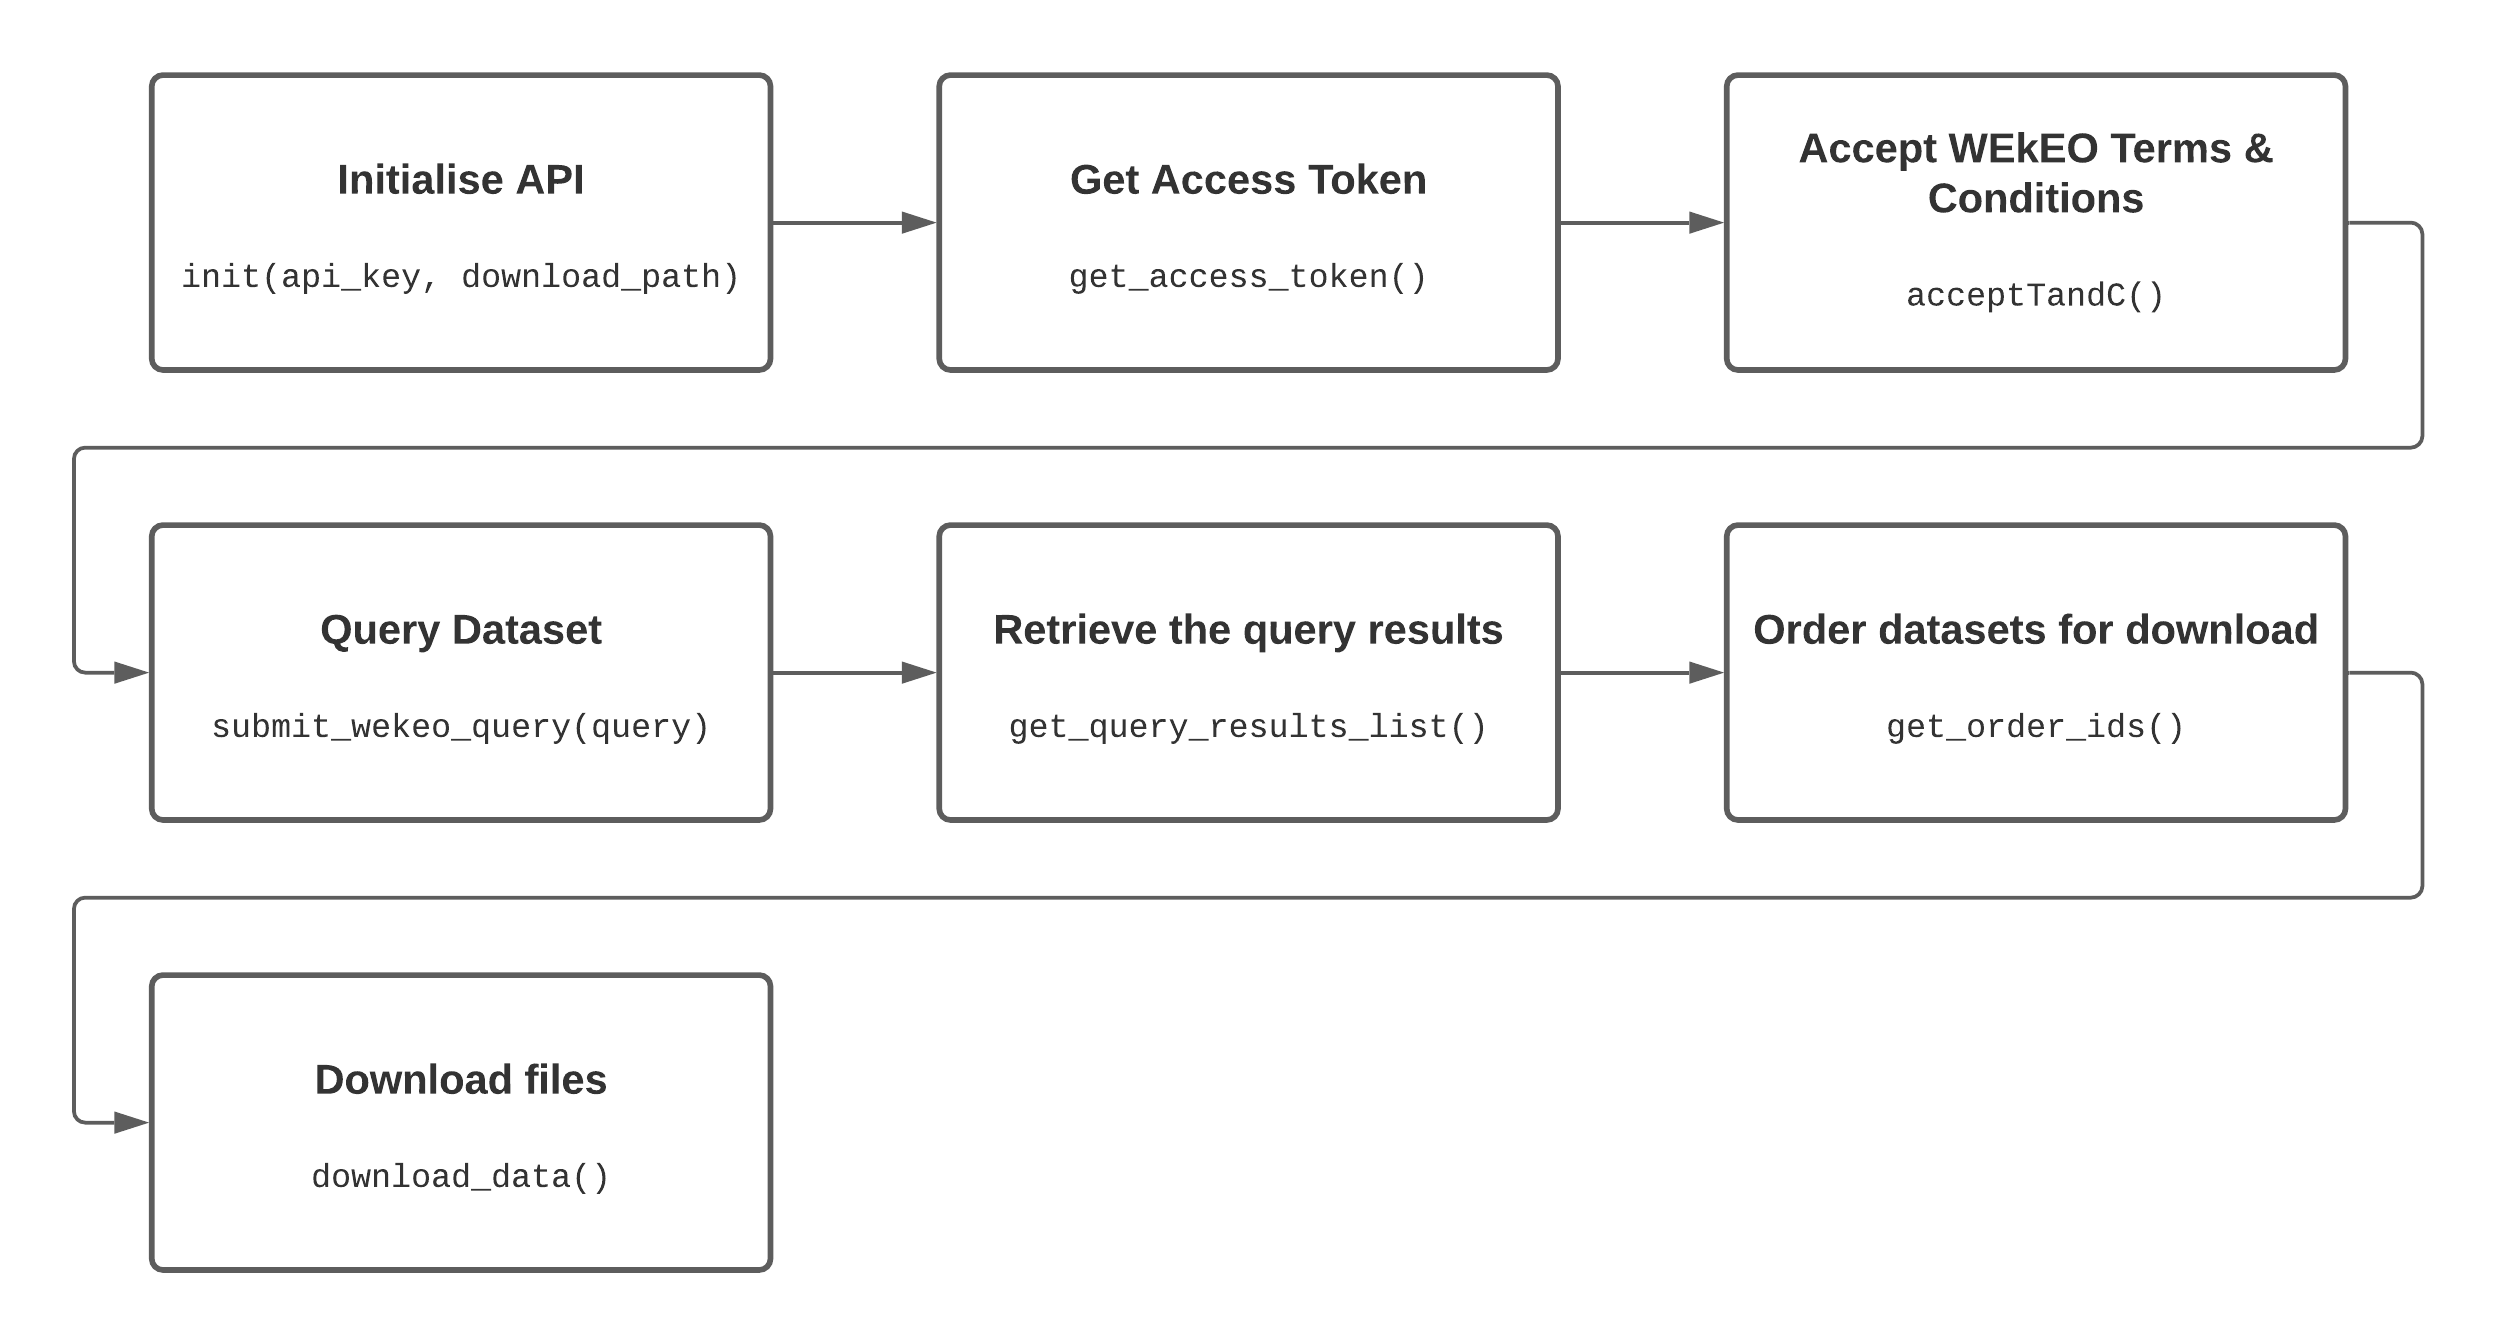 Initialise API
init(api_key, download_path)
Get Access Token
get_access_token()
Accept WEkEO Terms &
Conditions
acceptTandC()
Query Dataset
submit_wekeo_query(query)
Retrieve the query results
get_query_results_list()
Order datasets for download
get_order_ids()
Download files
download_data()